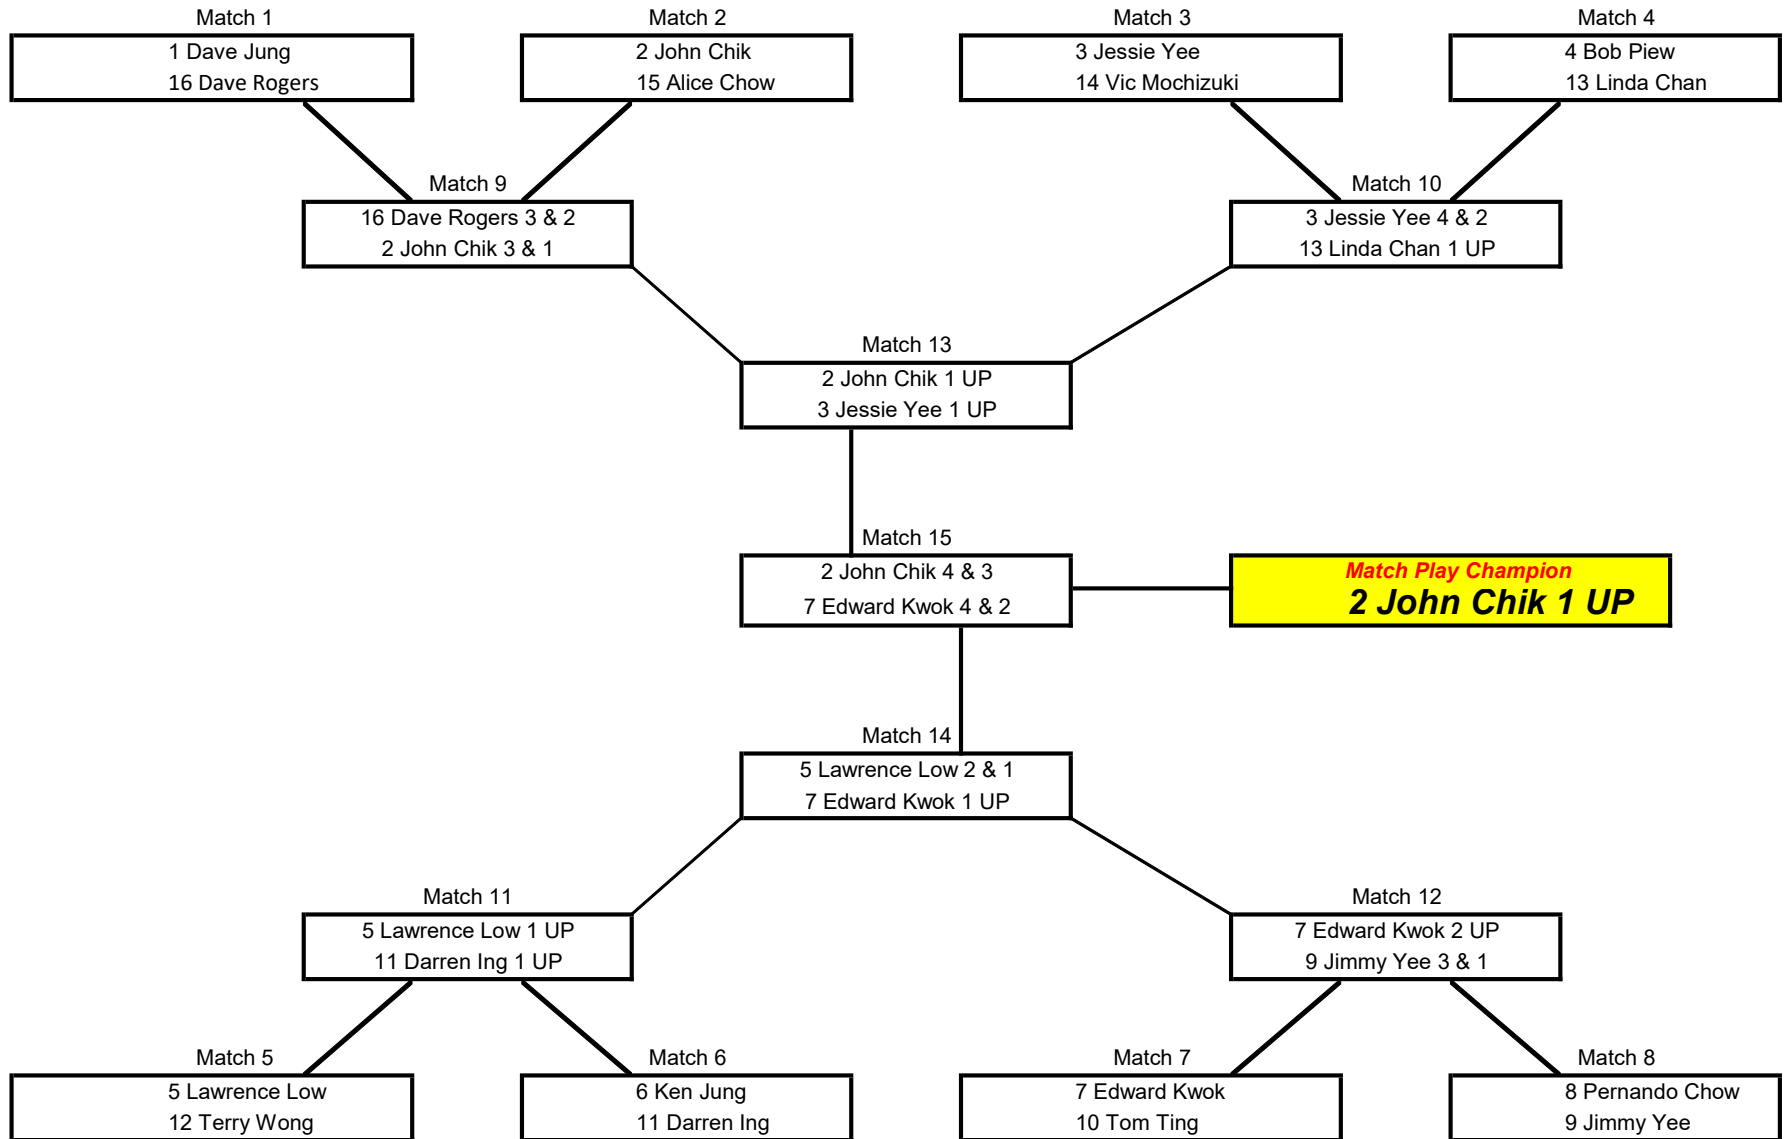 Match 1
1 Dave Jung
16 Dave Rogers
Match 2
2 John Chik
15 Alice Chow
Match 3
3 Jessie Yee
14 Vic Mochizuki
Match 4
4 Bob Piew
13 Linda Chan
Match 9
16 Dave Rogers 3 & 2
2 John Chik 3 & 1
Match 10
3 Jessie Yee 4 & 2
13 Linda Chan 1 UP
Match 13
2 John Chik 1 UP
3 Jessie Yee 1 UP
Match 15
2 John Chik 4 & 3
7 Edward Kwok 4 & 2
Match Play Champion
2 John Chik 1 UP
Match 14
5 Lawrence Low 2 & 1
7 Edward Kwok 1 UP
Match 11
5 Lawrence Low 1 UP
11 Darren Ing 1 UP
Match 12
7 Edward Kwok 2 UP
9 Jimmy Yee 3 & 1
Match 5
5 Lawrence Low
12 Terry Wong
Match 6
6 Ken Jung
11 Darren Ing
Match 7
7 Edward Kwok
10 Tom Ting
Match 8
8 Pernando Chow
9 Jimmy Yee